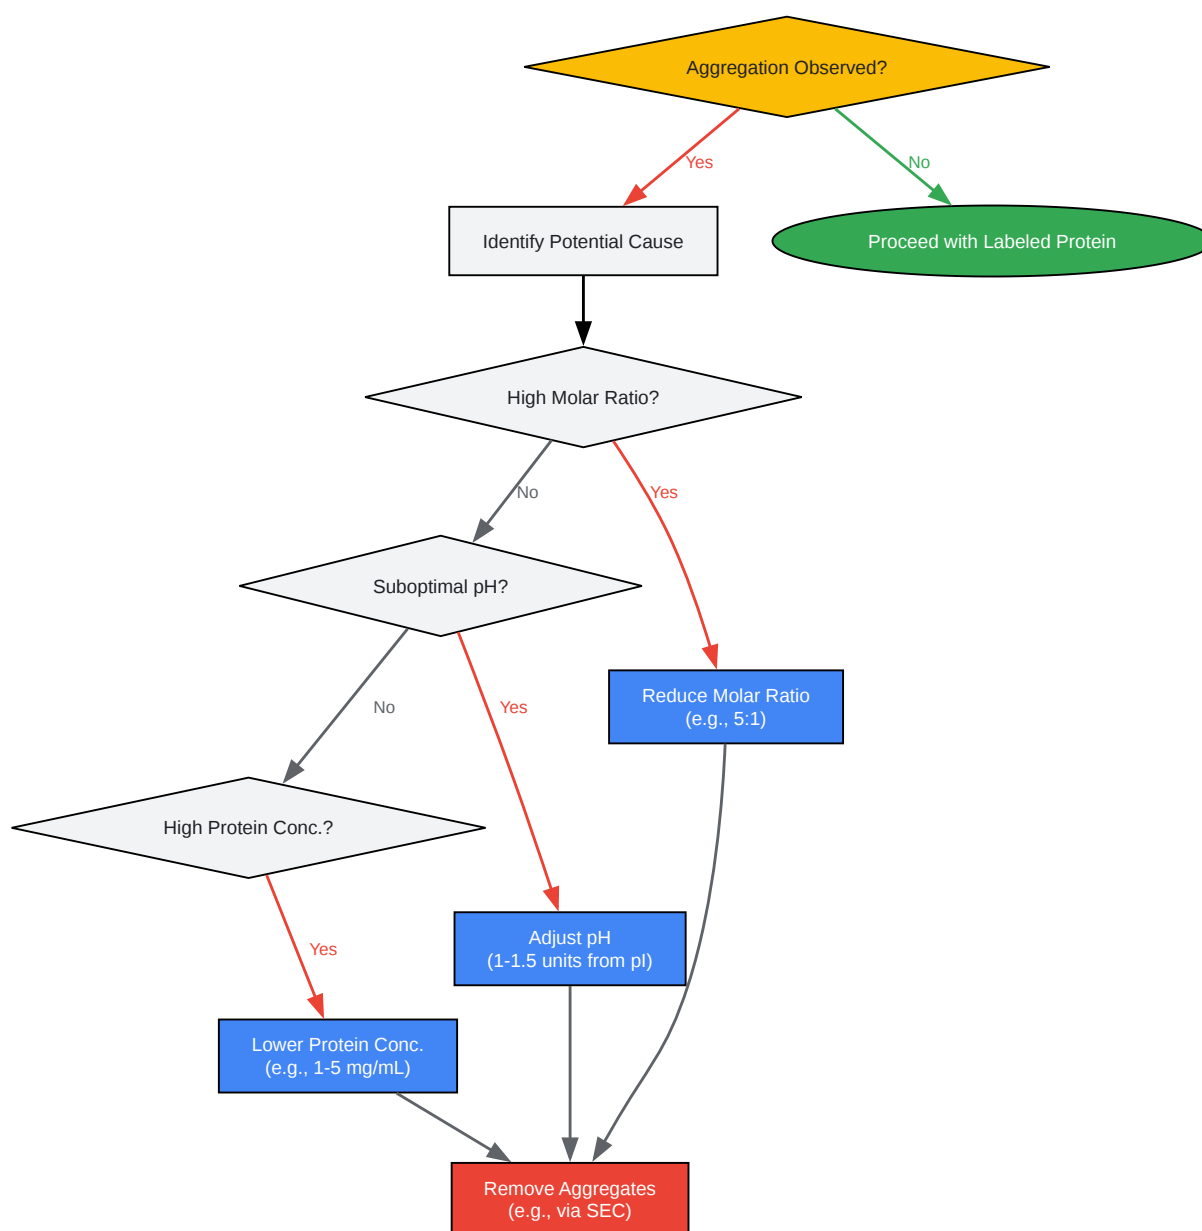 Aggregation Observed?
Yes
No
Identify Potential Cause
Proceed with Labeled Protein
High Molar Ratio?
No
Yes
Suboptimal pH?
Reduce Molar Ratio
(e.g., 5:1)
No
Yes
High Protein Conc.?
Adjust pH
(1-1.5 units from pI)
Yes
Lower Protein Conc.
(e.g., 1-5 mg/mL)
Remove Aggregates
(e.g., via SEC)